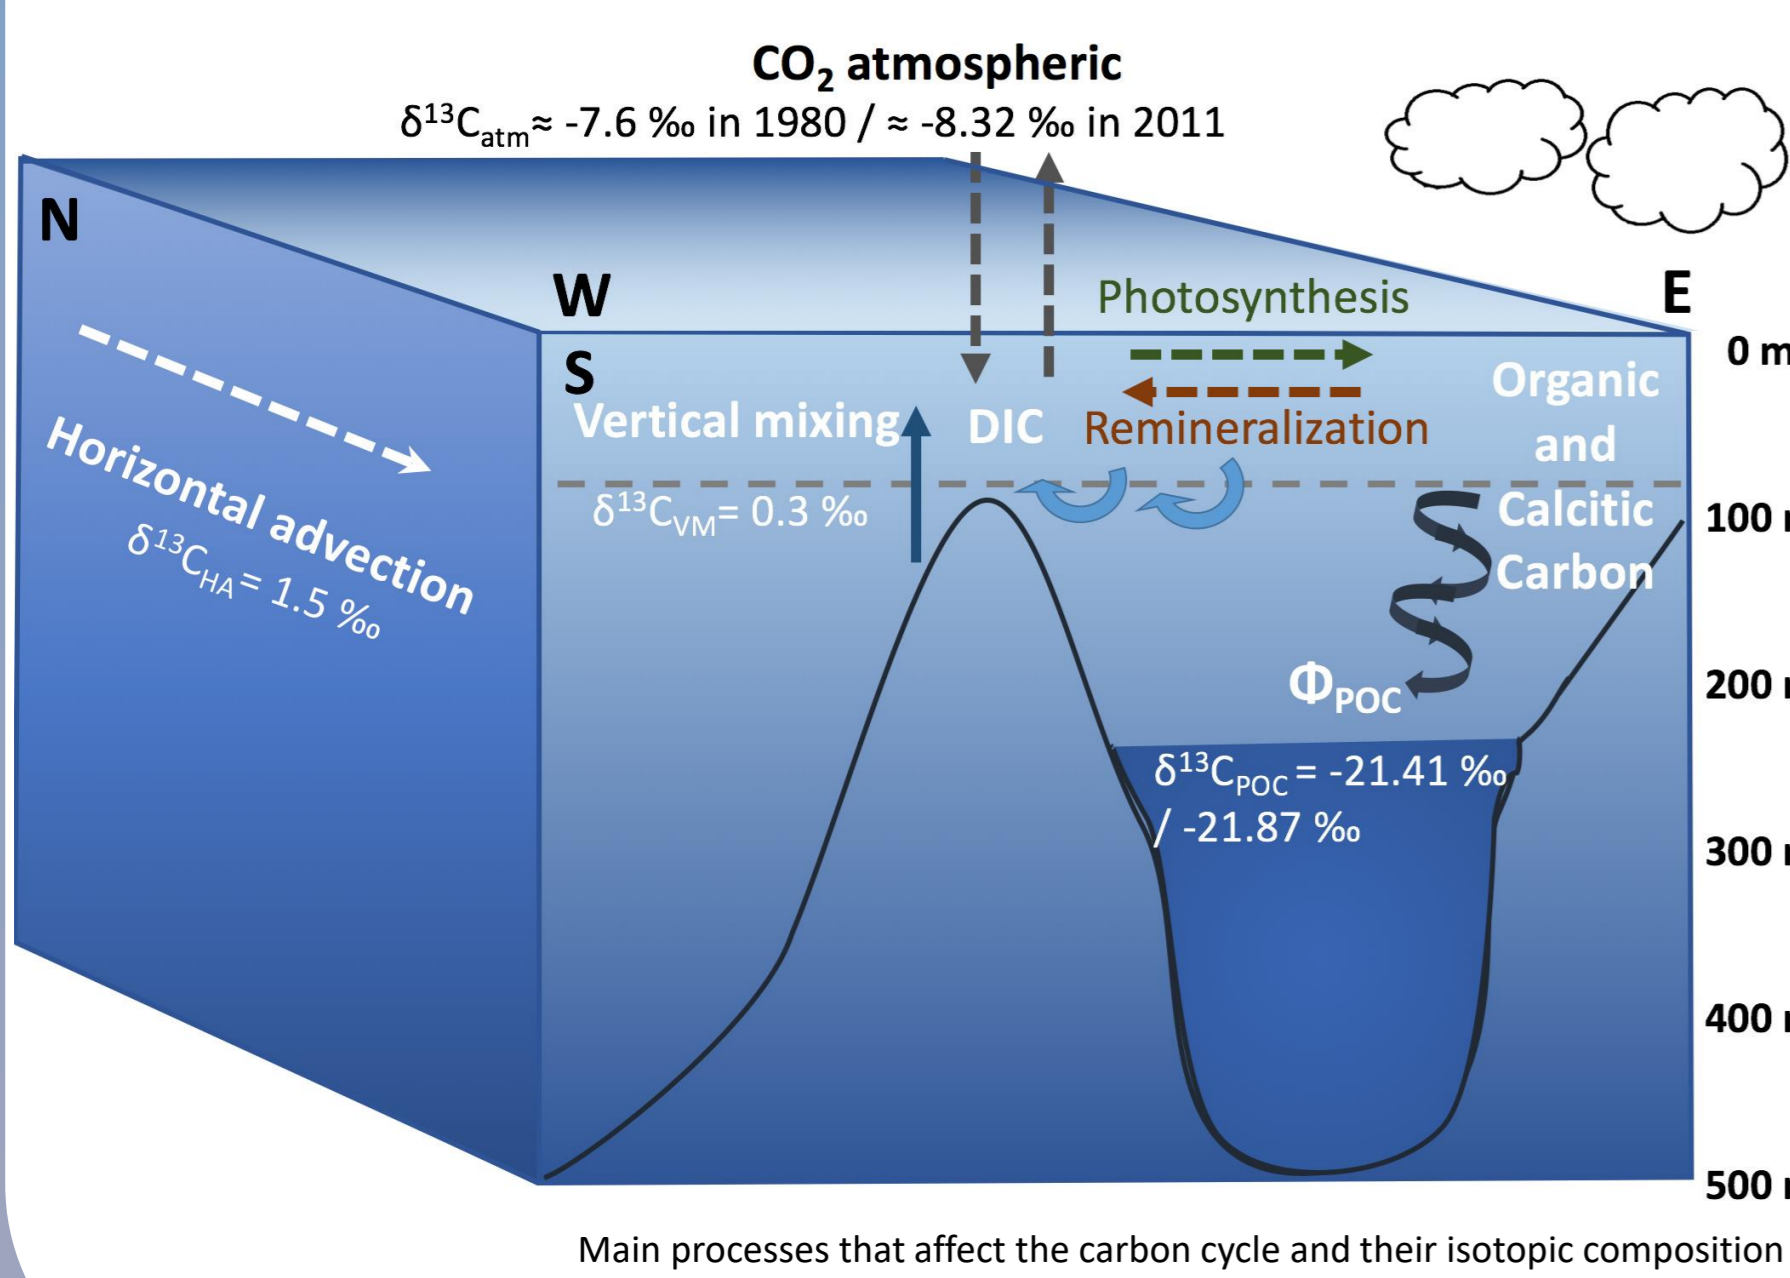 CO₂ atmospheric
δ¹³Catm≈ -7.6 ‰ in 1980 / ≈ -8.32 ‰ in 2011
N
W
E
S
Photosynthesis
Remineralization
Vertical mixing
DIC
δ¹³CVM= 0.3 ‰
Horizontal advection
δ¹³CHA= 1.5 ‰
Organic
and
Calcitic
Carbon
ΦPOC
δ¹³CPOC = -21.41 ‰
/ -21.87 ‰
0 m
100
200
300
400
500
Main processes that affect the carbon cycle and their isotopic composition